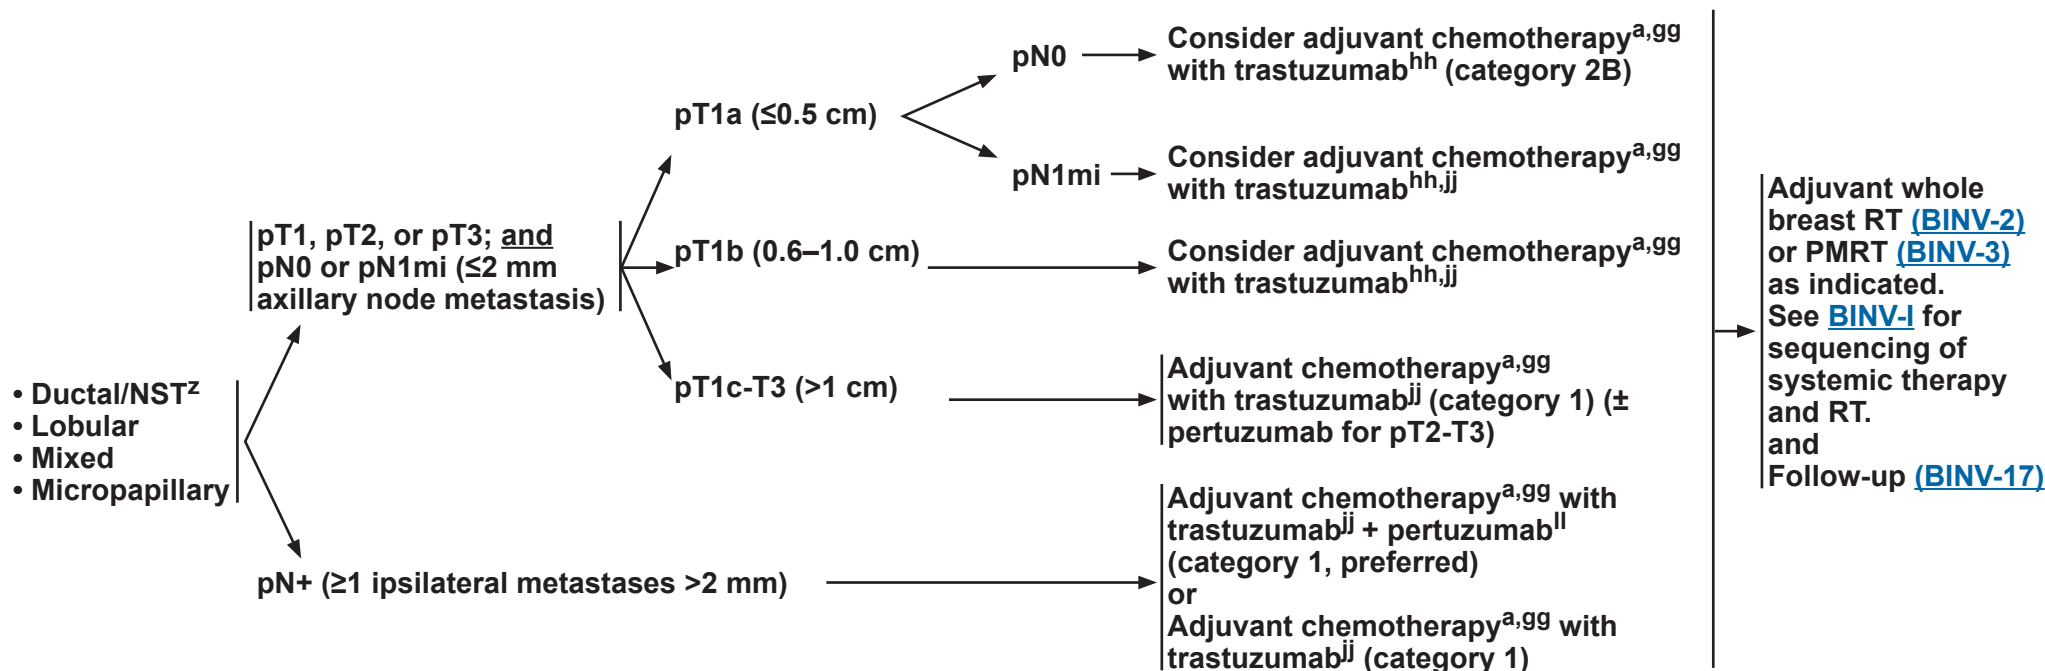 • Ductal/NSTz
• Lobular
• Mixed
• Micropapillary
pT1, pT2, or pT3; and
pN0 or pN1mi (≤2 mm
axillary node metastasis)
pN+ (≥1 ipsilateral metastases >2 mm)
pT1a (≤0.5 cm)
pT1b (0.6–1.0 cm)
pT1c-T3 (>1 cm)
pN0
pN1mi
Consider adjuvant chemotherapya,gg
with trastuzumabhh (category 2B)
Consider adjuvant chemotherapya,gg
with trastuzumabhh,jj
Consider adjuvant chemotherapya,gg
with trastuzumabhh,jj
Adjuvant chemotherapya,gg
with trastuzumabjj (category 1) (±
pertuzumab for pT2-T3)
Adjuvant chemotherapya,gg with
trastuzumabjj + pertuzumabll
(category 1, preferred)
or
Adjuvant chemotherapya,gg with
trastuzumabjj (category 1)
Adjuvant whole
breast RT (BINV-2)
or PMRT (BINV-3)
as indicated.
See BINV-I for
sequencing of
systemic therapy
and RT.
and
Follow-up (BINV-17)